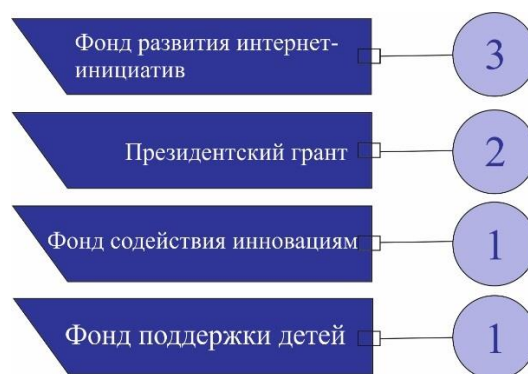 Фонд развития интернет-
инициатив
3
Президентский грант
2
Фонд содействия инновациям
1
Фонд поддержки детей
1